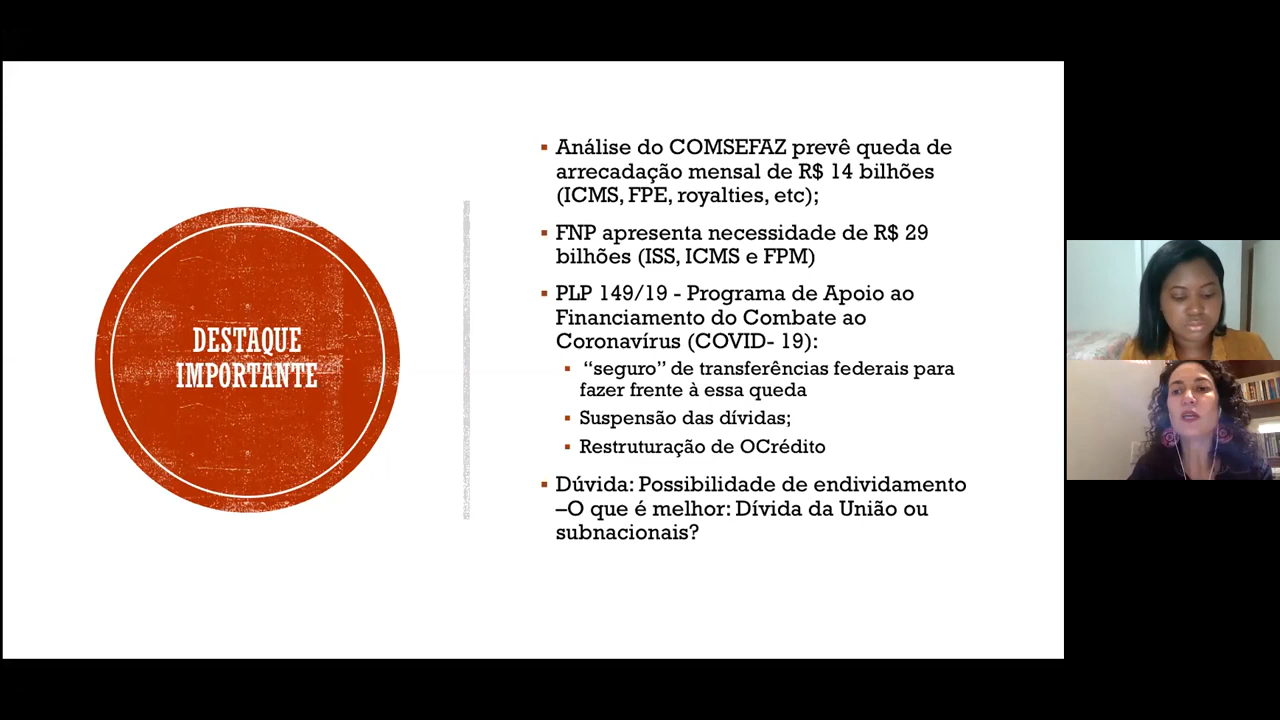 DESTAQUE
IMPORTANTE
▪ Análise do COMSEFAZ prevê queda de
arrecadação mensal de R$ 14 bilhões
(ICMS, FPE, royalties, etc);
▪ FNP apresenta necessidade de R$ 29
bilhões (ISS, ICMS e FPM)
▪ PLP 149/19 - Programa de Apoio ao
Financiamento do Combate ao
Coronavírus (COVID- 19):
▪ “seguro” de transferências federais para
fazer frente à essa queda
▪ Suspensão das dívidas;
▪ Restruturação de OCrédito
▪ Dúvida: Possibilidade de endividamento
–O que é melhor: Dívida da União ou
subnacionais?